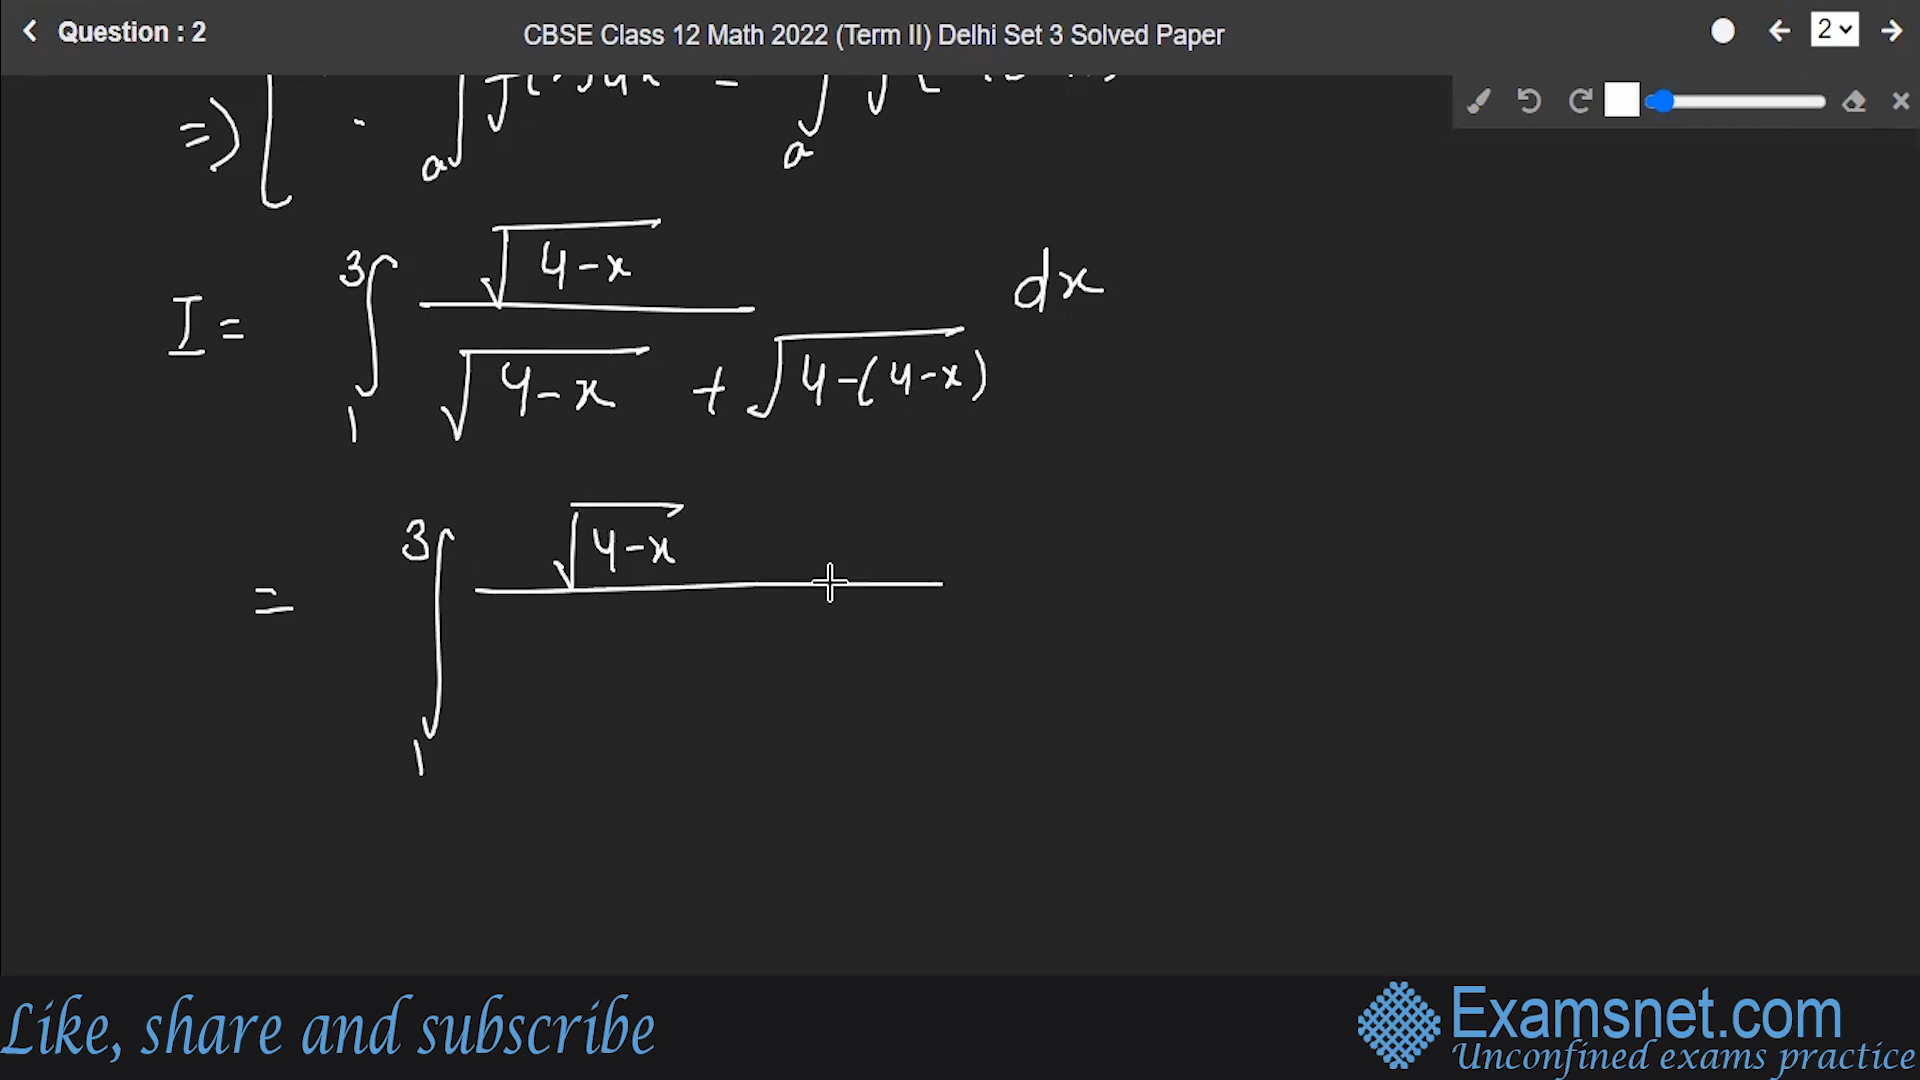 Question : 2
CBSE Class 12 Math 2022 (Term II) Delhi Set 3 Solved Paper
2
=> [ ∫a = ∫a
I = ∫₁³ √(4-x) / (√(4-x) + √(4-(4-x))) dx
= ∫₁³ √(4-x)
Like, share and subscribe
Examsnet.com
Unconfined exams practice